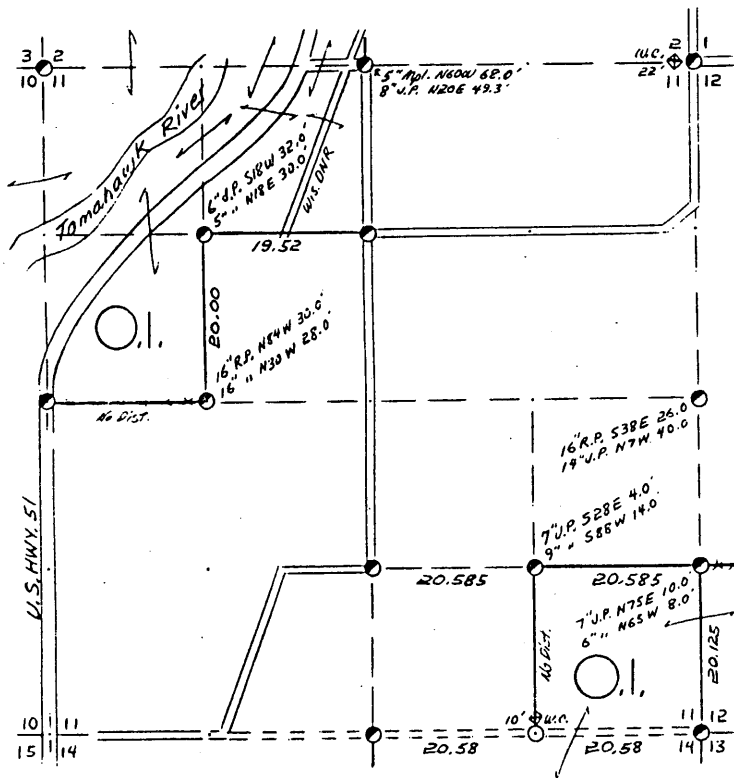 3 2
10 11
W.C. 2 1
22' 11 12
5" Mpl. N60W 68.0'
8" J.P. N20E 49.3'
Tomahawk River
6" J.P. S18W 32.0'
5" " N18E 30.0'
WIS. DNR
19.52
20.00
O.I.
16" R.P. N84W 30.0'
16" " N30W 28.0'
No Dist.
16" R.P. S38E 26.0
14" J.P. N7W 40.0
7" J.P. S28E 4.0'
9" " S88W 14.0'
U.S. HWY. 51
20.585
20.585
7" J.P. N75E 10.0'
6" " N65W 8.0'
No Dist.
20.125
O.I.
10 11
15 14
10' W.C.
20.58
20.58
11 12
14 13